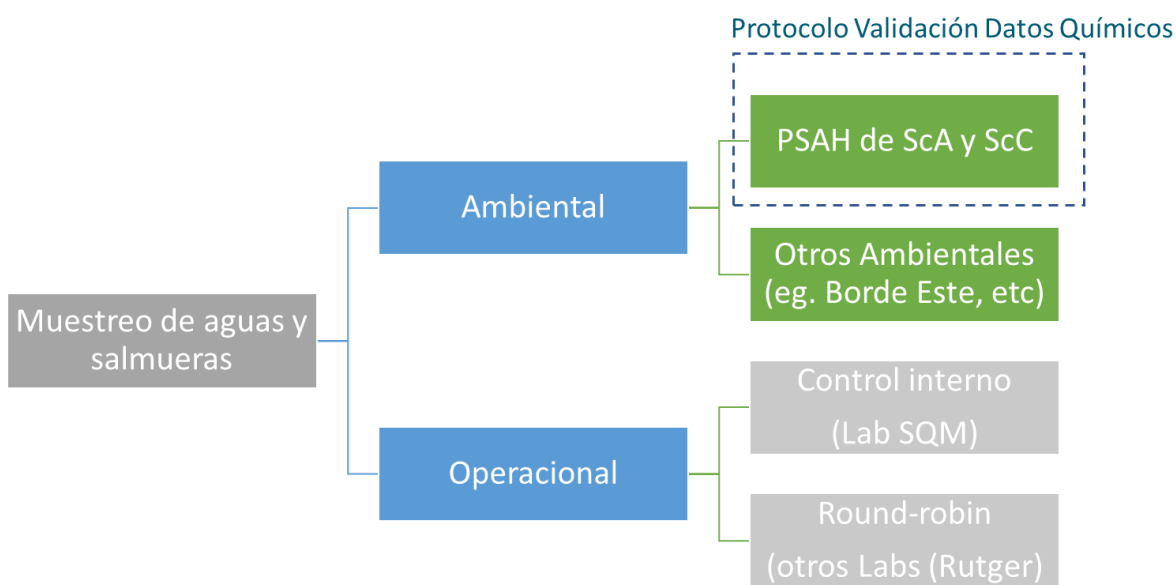 Protocolo Validación Datos Químicos
PSAH de ScA y ScC
Ambiental
Otros Ambientales
(eg. Borde Este, etc)
Muestreo de aguas y
salmueras
Control interno
(Lab SQM)
Operacional
Round-robin
(otros Labs (Rutger)